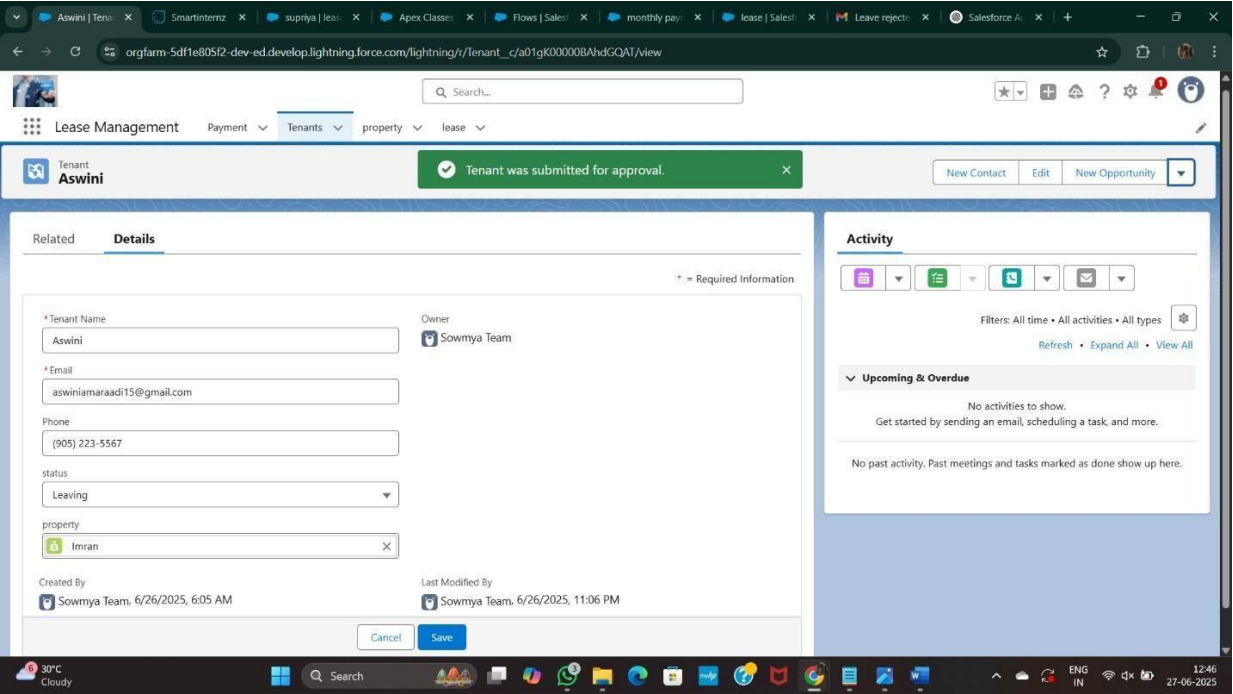 Aswini | Tena
Smartinternz
supriya | leas
Apex Classes
Flows | Salesf
monthly pay
lease | Salesf
Leave rejecte
Salesforce Au
orgfarm-5df1e805f2-dev-ed.develop.lightning.force.com/lightning/r/Tenant__c/a01gK00000BAhdGQAT/view
Search...
1
Lease Management
Payment
Tenants
property
lease
Tenant
Aswini
Tenant was submitted for approval.
New Contact
Edit
New Opportunity
Related
Details
* = Required Information
*Tenant Name
Aswini
Owner
Sowmya Team
*Email
aswiniamaraadi15@gmail.com
Phone
(905) 223-5567
status
Leaving
property
Imran
Created By
Sowmya Team, 6/26/2025, 6:05 AM
Last Modified By
Sowmya Team, 6/26/2025, 11:06 PM
Cancel
Save
Activity
Filters: All time • All activities • All types
Refresh • Expand All • View All
Upcoming & Overdue
No activities to show.
Get started by sending an email, scheduling a task, and more.
No past activity. Past meetings and tasks marked as done show up here.
6
30°C
Cloudy
Search
ENG
IN
12:46
27-06-2025